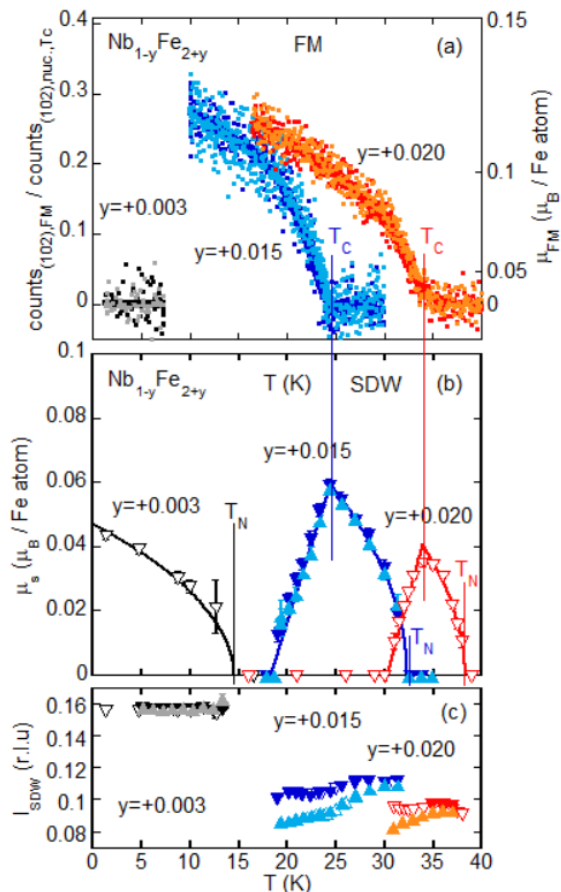 Nb1-yFe2+y FM (a)
counts(102),FM / counts(102),nuc.,Tc
0.4
0.3
0.2
0.1
0
0.15
0.1
0.05
0
μFM (μB / Fe atom)
y=+0.020
y=+0.003
y=+0.015
TC
TC
Nb1-yFe2+y T (K) SDW (b)
μs (μB / Fe atom)
0.1
0.08
0.06
0.04
0.02
0
y=+0.015
y=+0.003
TN
y=+0.020
TN
TN
(c)
lSDW (r.l.u)
0.16
0.14
0.12
0.1
0.08
y=+0.015
y=+0.020
y=+0.003
0 5 10 15 20 25 30 35 40
T (K)